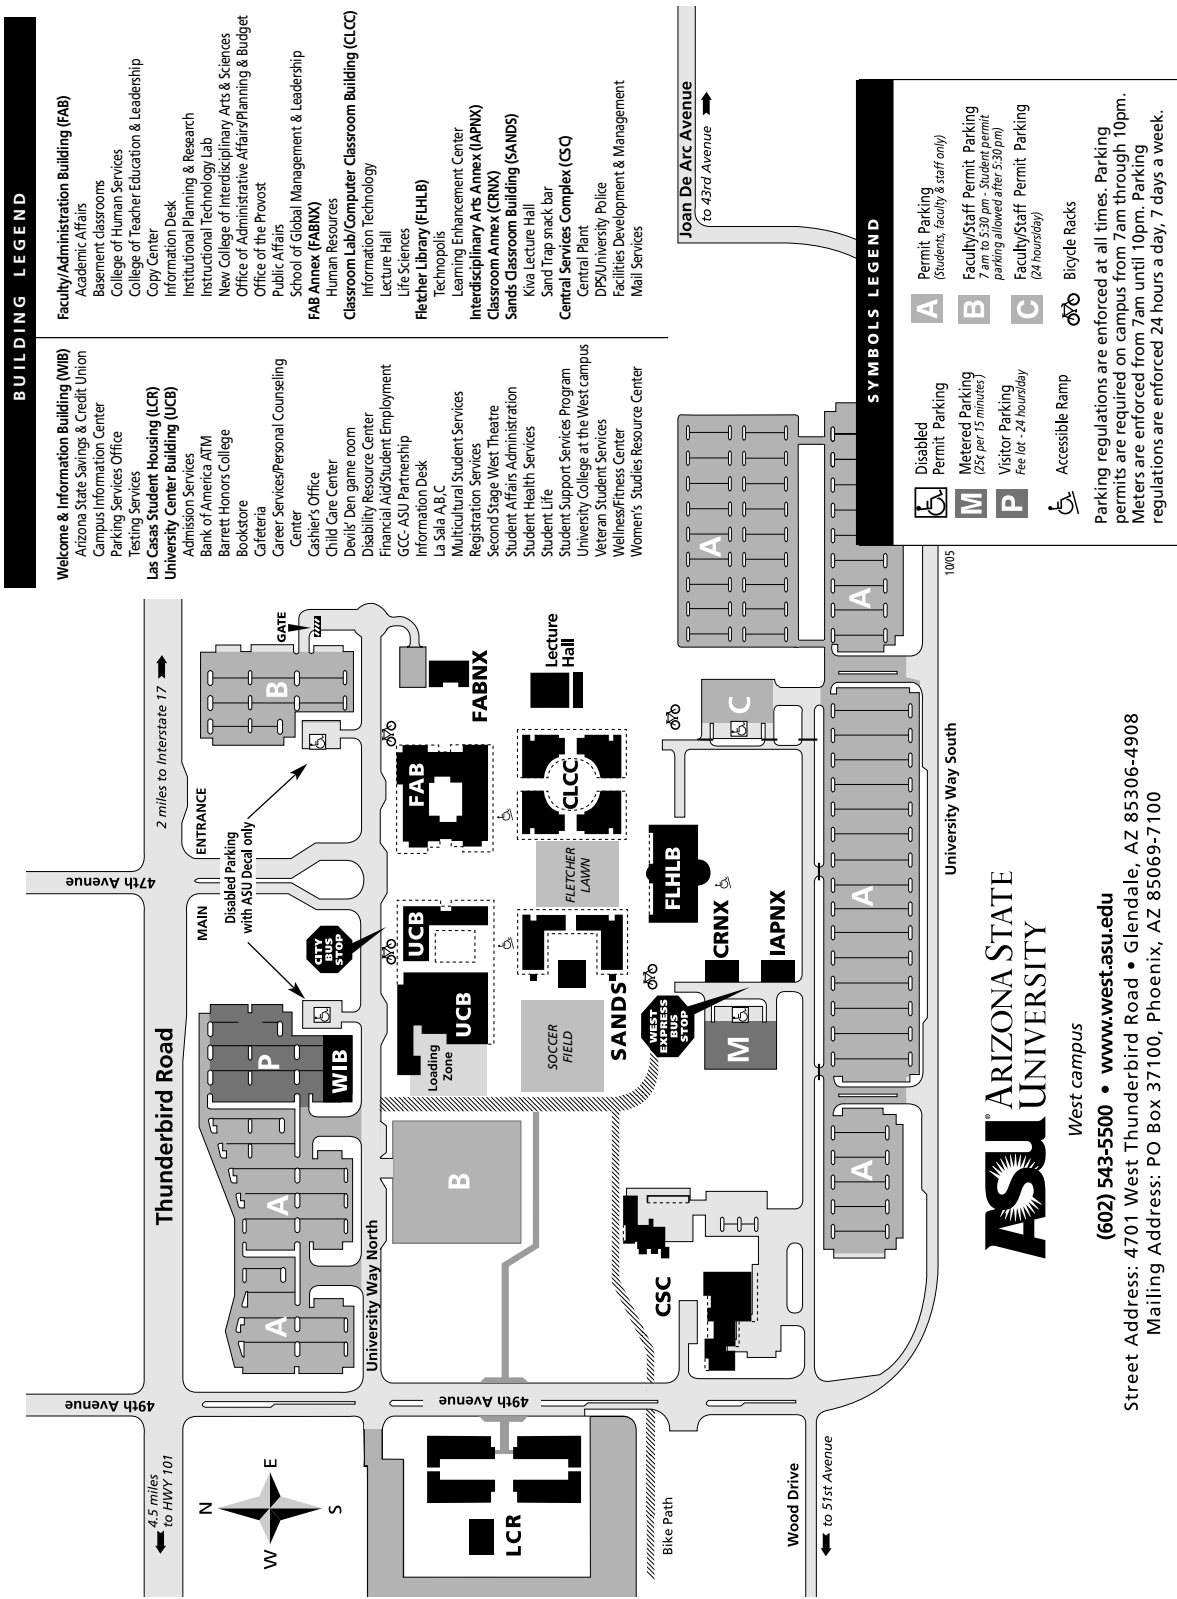 BUILDING LEGEND
Welcome & Information Building (WIB)
Arizona State Savings & Credit Union
Campus Information Center
Parking Services Office
Testing Services
Las Casas Student Housing (LCR)
University Center Building (UCB)
Admission Services
Bank of America ATM
Barrett Honors College
Bookstore
Cafeteria
Career Services/Personal Counseling
Center
Cashier's Office
Child Care Center
Devils' Den game room
Disability Resource Center
Financial Aid/Student Employment
GCC- ASU Partnership
Information Desk
La Sala A,B,C
Multicultural Student Services
Registration Services
Second Stage West Theatre
Student Affairs Administration
Student Health Services
Student Life
Student Support Services Program
University College at the West campus
Veteran Student Services
Wellness/Fitness Center
Women's Studies Resource Center
Faculty/Administration Building (FAB)
Academic Affairs
Basement classrooms
College of Human Services
College of Teacher Education & Leadership
Copy Center
Information Desk
Institutional Planning & Research
Instructional Technology Lab
New College of Interdisciplinary Arts & Sciences
Office of Administrative Affairs/Planning & Budget
Office of the Provost
Public Affairs
School of Global Management & Leadership
FAB Annex (FABNX)
Human Resources
Classroom Lab/Computer Classroom Building (CLCC)
Information Technology
Lecture Hall
Life Sciences
Fletcher Library (FLHLB)
Technopolis
Learning Enhancement Center
Interdisciplinary Arts Annex (IAPNX)
Classroom Annex (CRNX)
Sands Classroom Building (SANDS)
Kiva Lecture Hall
Sand Trap snack bar
Central Services Complex (CSC)
Central Plant
DPS/University Police
Facilities Development & Management
Mail Services
49th Avenue
47th Avenue
4.5 miles
to HWY 101
Thunderbird Road
2 miles to Interstate 17
MAIN
ENTRANCE
N
W
E
S
Disabled Parking
with ASU Decal only
GATE
A
A
P
WIB
B
CITY
BUS
STOP
University Way North
49th Avenue
B
Loading
Zone
UCB
UCB
FAB
FABNX
LCR
SOCCER
FIELD
SANDS
FLETCHER
LAWN
CLCC
Lecture
Hall
CSC
WEST
EXPRESS
BUS
STOP
M
CRNX
IAPNX
FLHLB
C
Bike Path
Wood Drive
to 51st Avenue
A
A
A
A
University Way South
10/05
Joan De Arc Avenue
to 43rd Avenue
SYMBOLS LEGEND
Disabled
Permit Parking
M
Metered Parking
(25¢ per 15 minutes)
P
Visitor Parking
Fee lot - 24 hours/day
Accessible Ramp
A
Permit Parking
(Students, faculty & staff only)
B
Faculty/Staff Permit Parking
7 am to 5:30 pm - Student permit
parking allowed after 5:30 pm)
C
Faculty/Staff Permit Parking
(24 hours/day)
Bicycle Racks
Parking regulations are enforced at all times. Parking
permits are required on campus from 7am through 10pm.
Meters are enforced from 7am until 10pm. Parking
regulations are enforced 24 hours a day, 7 days a week.
ASU® ARIZONA STATE
UNIVERSITY
West campus
(602) 543-5500 • www.west.asu.edu
Street Address: 4701 West Thunderbird Road • Glendale, AZ 85306-4908
Mailing Address: PO Box 37100, Phoenix, AZ 85069-7100